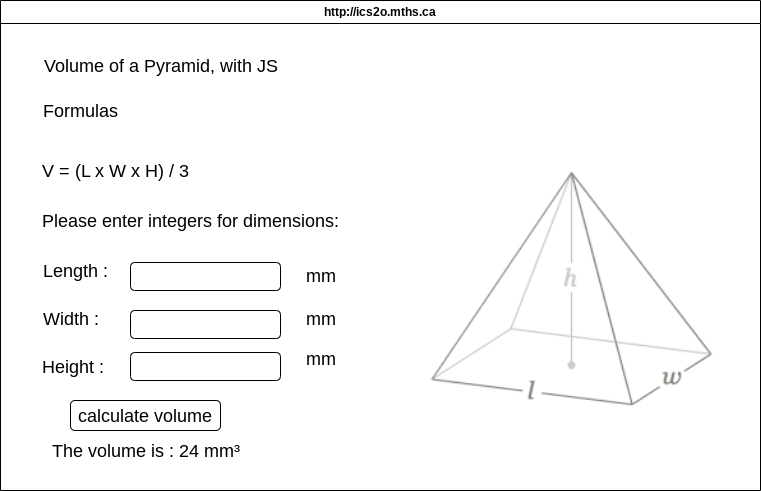 http://ics2o.mths.ca
Volume of a Pyramid, with JS
Formulas
V = (L x W x H) / 3
Please enter integers for dimensions:
Length :
mm
Width :
mm
Height :
mm
calculate volume
The volume is : 24 mm³
h
l
w